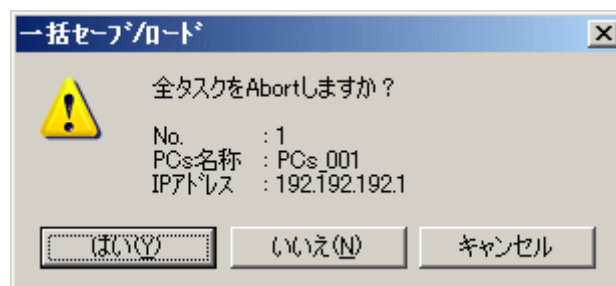 一括ｾｰﾌﾞ/ﾛｰﾄﾞ
全ﾀｽｸをAbortしますか？
No. : 1
PCs名称 : PCs_001
IPｱﾄﾞﾚｽ : 192.192.192.1
はい(Y) いいえ(N) キャンセル